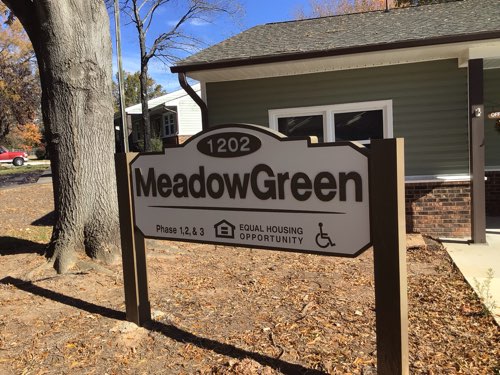 1202
MeadowGreen
Phase 1,2, & 3
EQUAL HOUSING
OPPORTUNITY